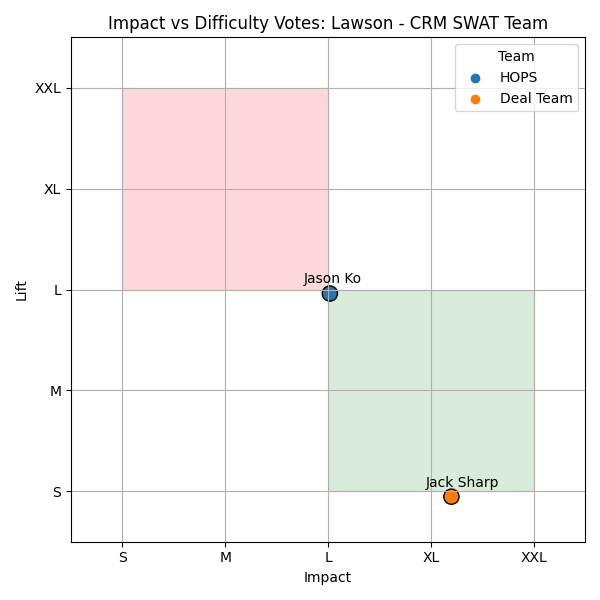 Impact vs Difficulty Votes: Lawson - CRM SWAT Team
Team
HOPS
Deal Team
XXL
XL
L
M
S
Lift
Jason Ko
Jack Sharp
S M L XL XXL
Impact